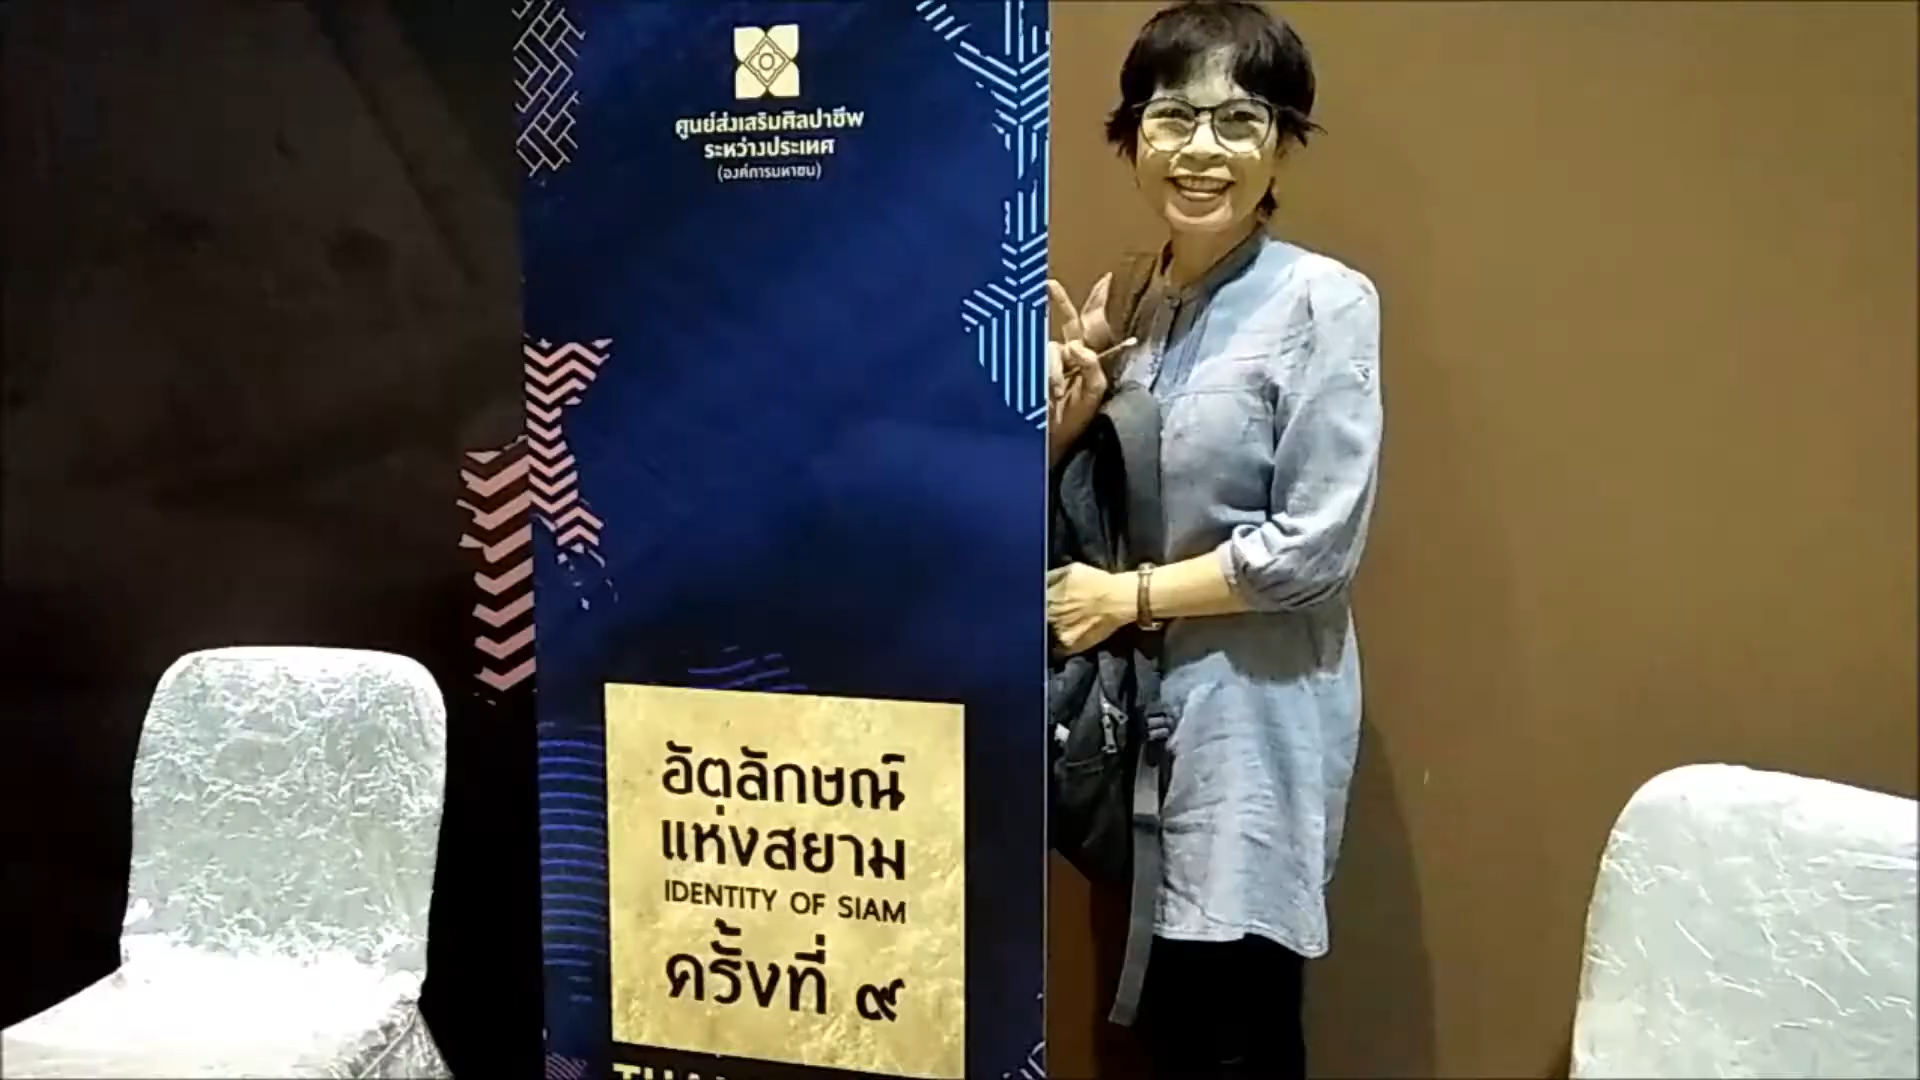 ศูนย์ส่งเสริมศิลปาชีพ
ระหว่างประเทศ
(องค์การมหาชน)
อัตลักษณ์
แห่งสยาม
IDENTITY OF SIAM
ครั้งที่ ๙